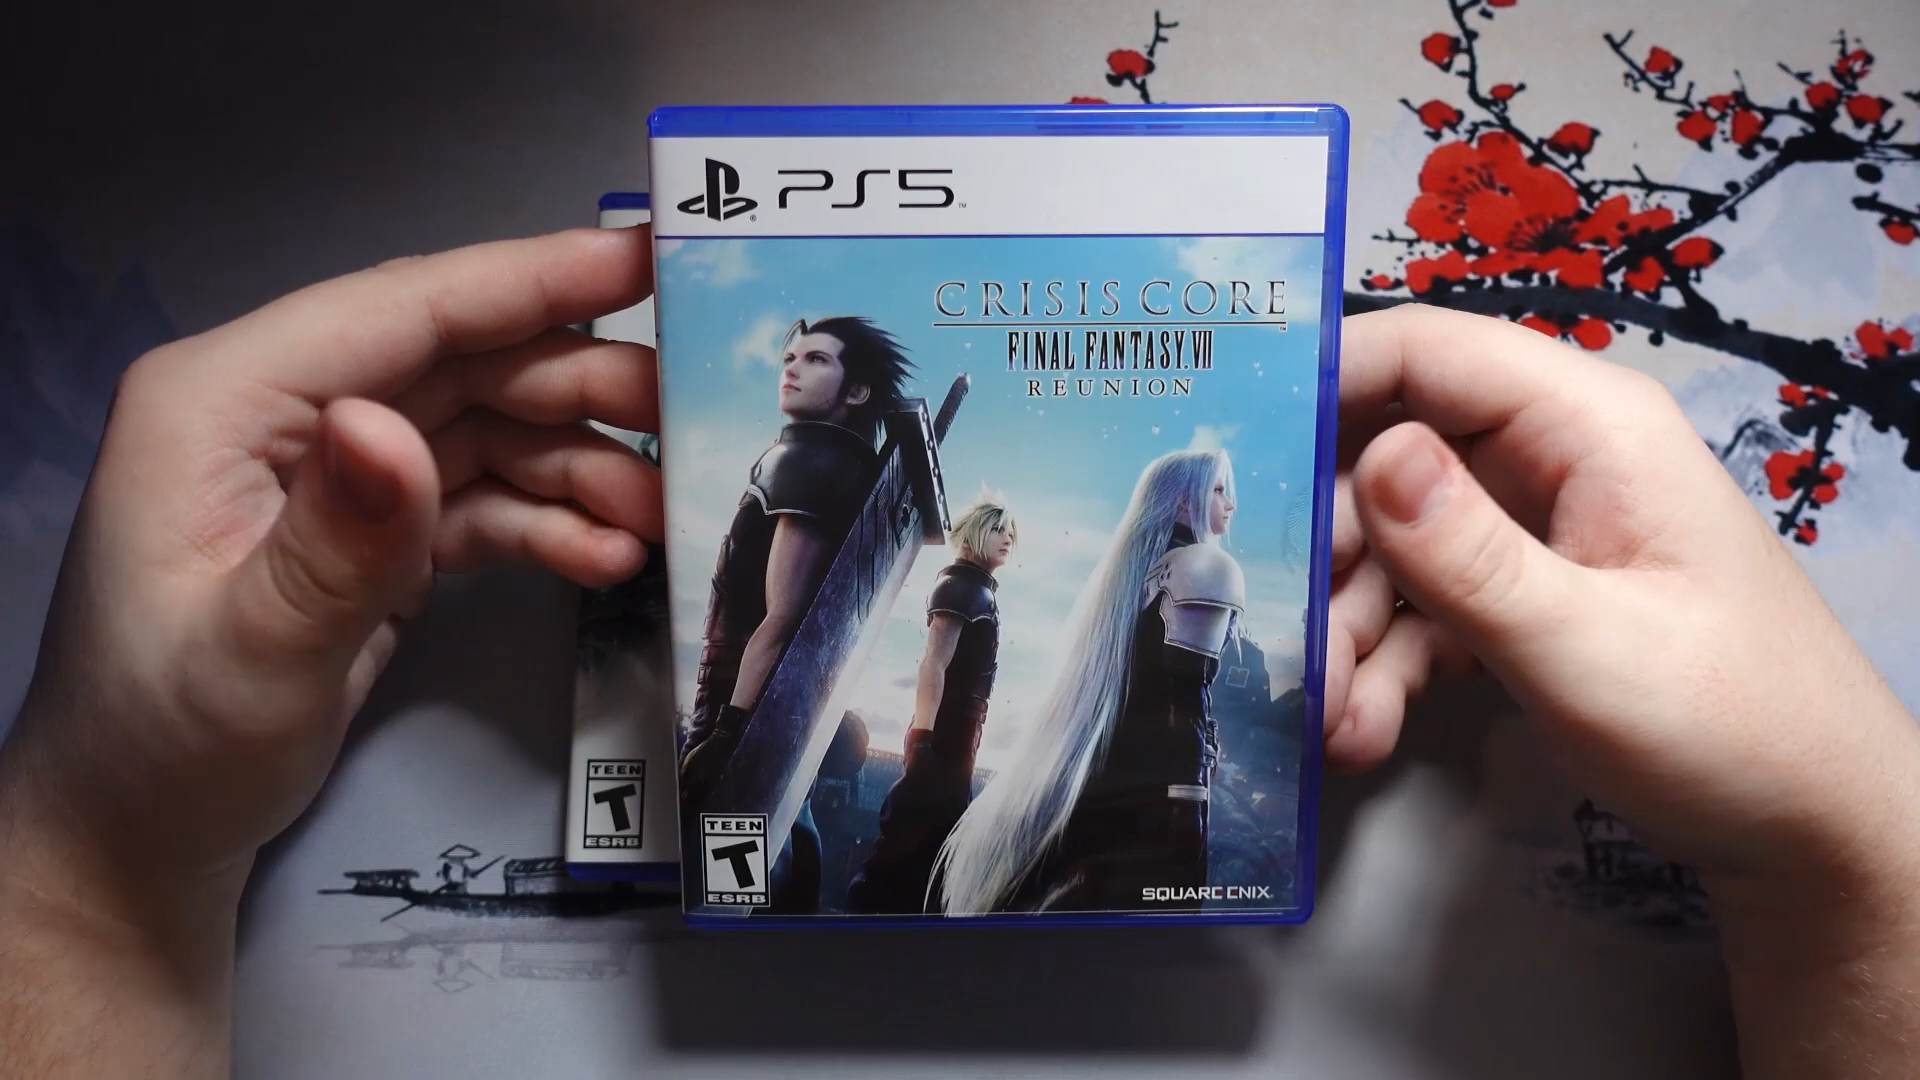 PS5
CRISIS CORE
FINAL FANTASY VII
REUNION
TEEN
T
ESRB
TEEN
T
ESRB
SQUARE ENIX